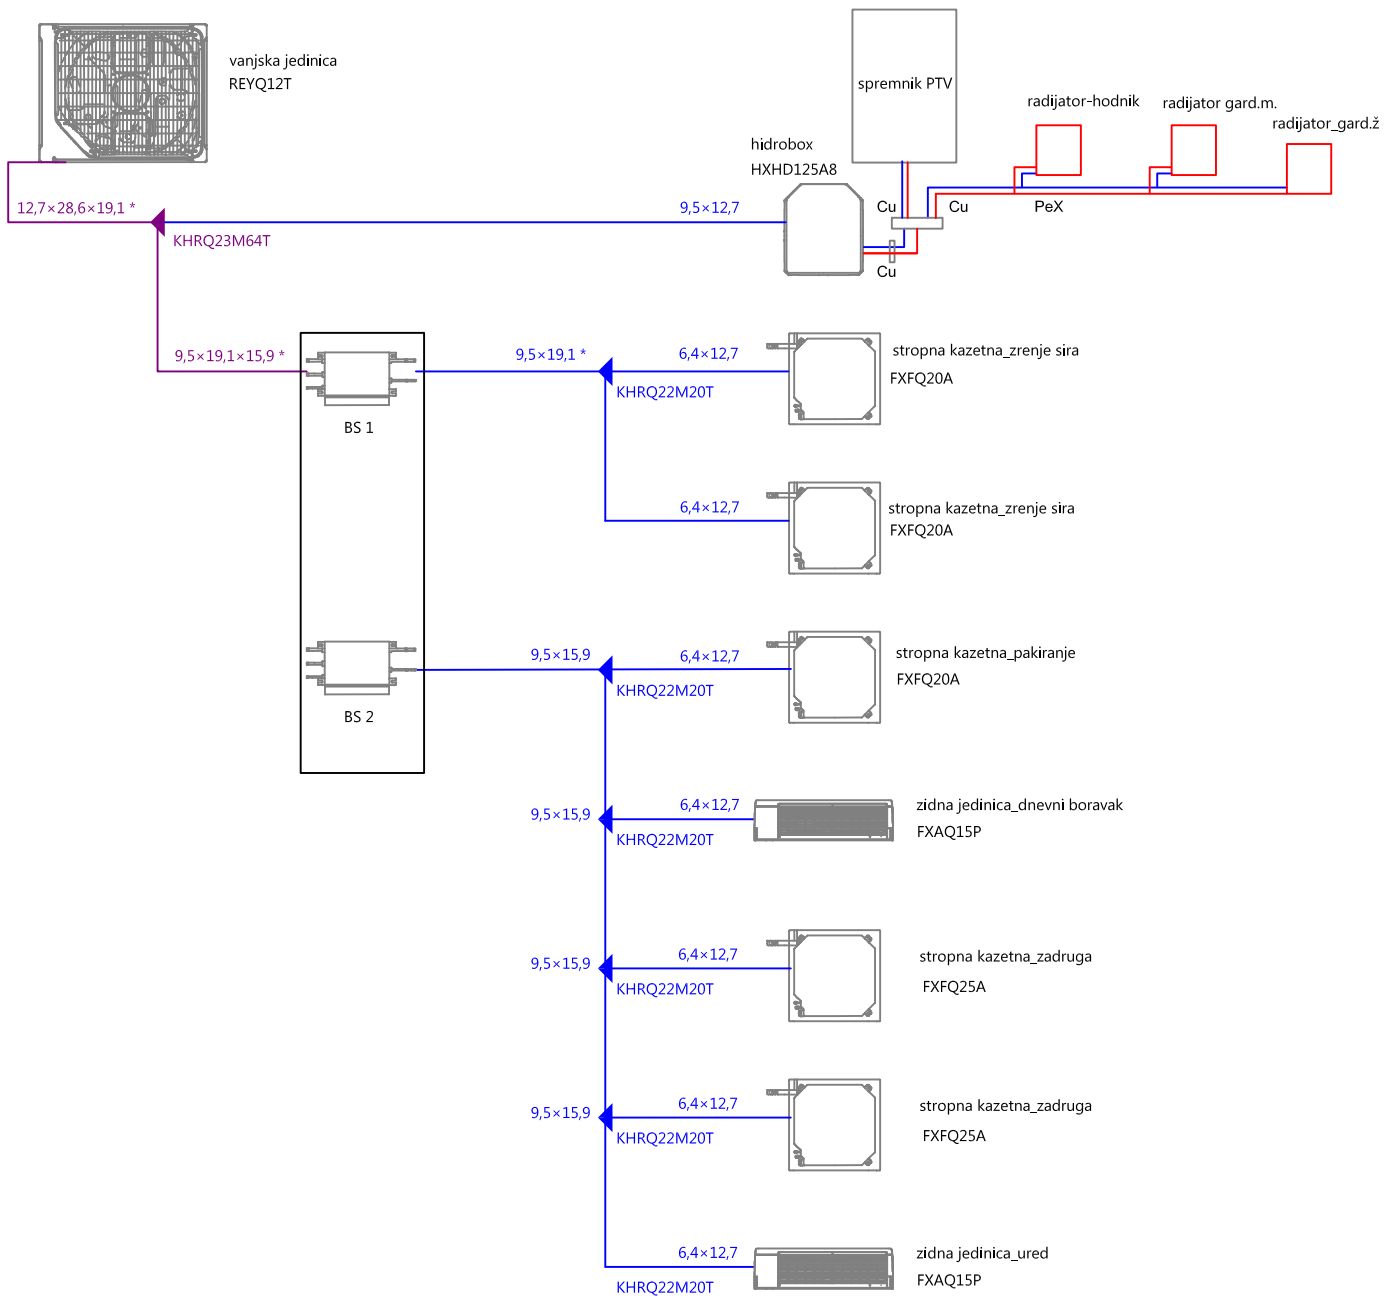 vanjska jedinica
REYQ12T
spremnik PTV
radijator-hodnik
radijator gard.m.
radijator_gard.ž
hidrobox
HXHD125A8
12,7×28,6×19,1 *
KHRQ23M64T
9,5×12,7
Cu
Cu
PeX
Cu
9,5×19,1×15,9 *
BS 1
9,5×19,1 *
6,4×12,7
KHRQ22M20T
stropna kazetna_zrenje sira
FXFQ20A
6,4×12,7
stropna kazetna_zrenje sira
FXFQ20A
BS 2
9,5×15,9
6,4×12,7
KHRQ22M20T
stropna kazetna_pakiranje
FXFQ20A
9,5×15,9
6,4×12,7
KHRQ22M20T
zidna jedinica_dnevni boravak
FXAQ15P
9,5×15,9
6,4×12,7
KHRQ22M20T
stropna kazetna_zadruga
FXFQ25A
9,5×15,9
6,4×12,7
KHRQ22M20T
stropna kazetna_zadruga
FXFQ25A
6,4×12,7
KHRQ22M20T
zidna jedinica_ured
FXAQ15P